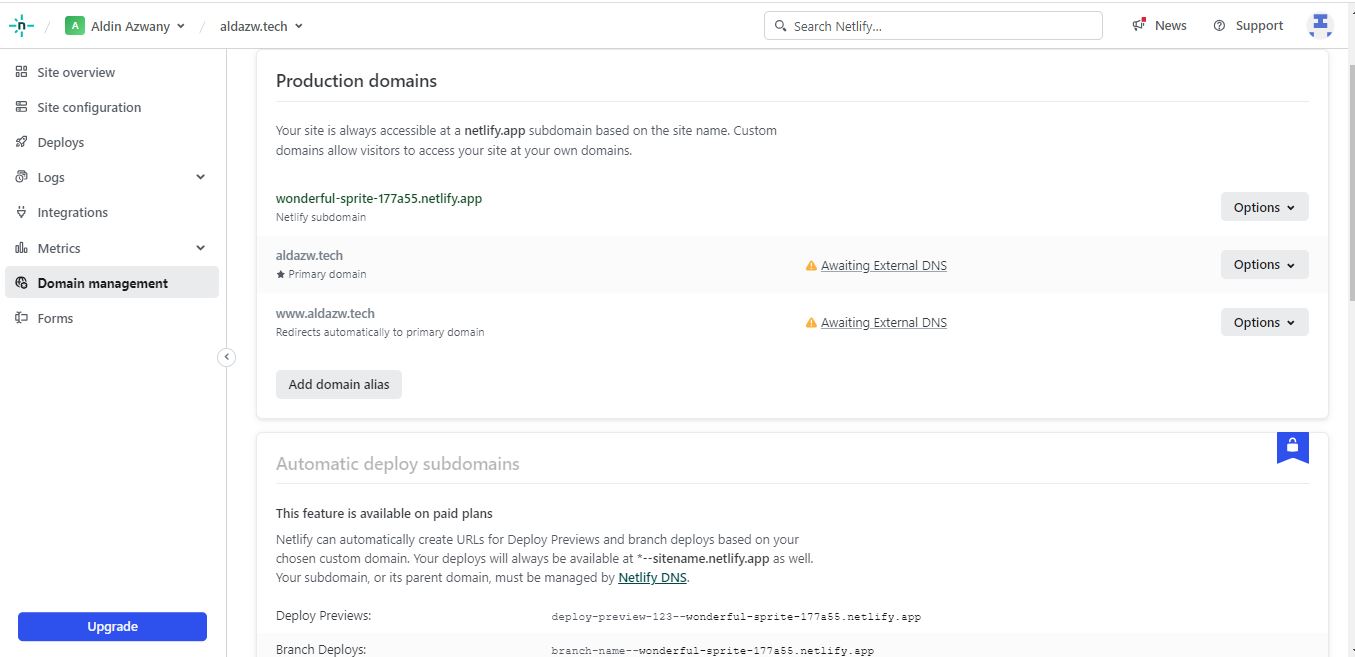 A Aldin Azwany
aldazw.tech
Search Netlify...
News
Support
Site overview
Site configuration
Deploys
Logs
Integrations
Metrics
Domain management
Forms
Upgrade
Production domains
Your site is always accessible at a netlify.app subdomain based on the site name. Custom
domains allow visitors to access your site at your own domains.
wonderful-sprite-177a55.netlify.app
Netlify subdomain
Options
aldazw.tech
Primary domain
Awaiting External DNS
Options
www.aldazw.tech
Redirects automatically to primary domain
Awaiting External DNS
Options
Add domain alias
Automatic deploy subdomains
This feature is available on paid plans
Netlify can automatically create URLs for Deploy Previews and branch deploys based on your
chosen custom domain. Your deploys will always be available at *--sitename.netlify.app as well.
Your subdomain, or its parent domain, must be managed by Netlify DNS.
Deploy Previews: deploy-preview-123--wonderful-sprite-177a55.netlify.app
Branch Deploys: branch-name--wonderful-sprite-177a55.netlify.app